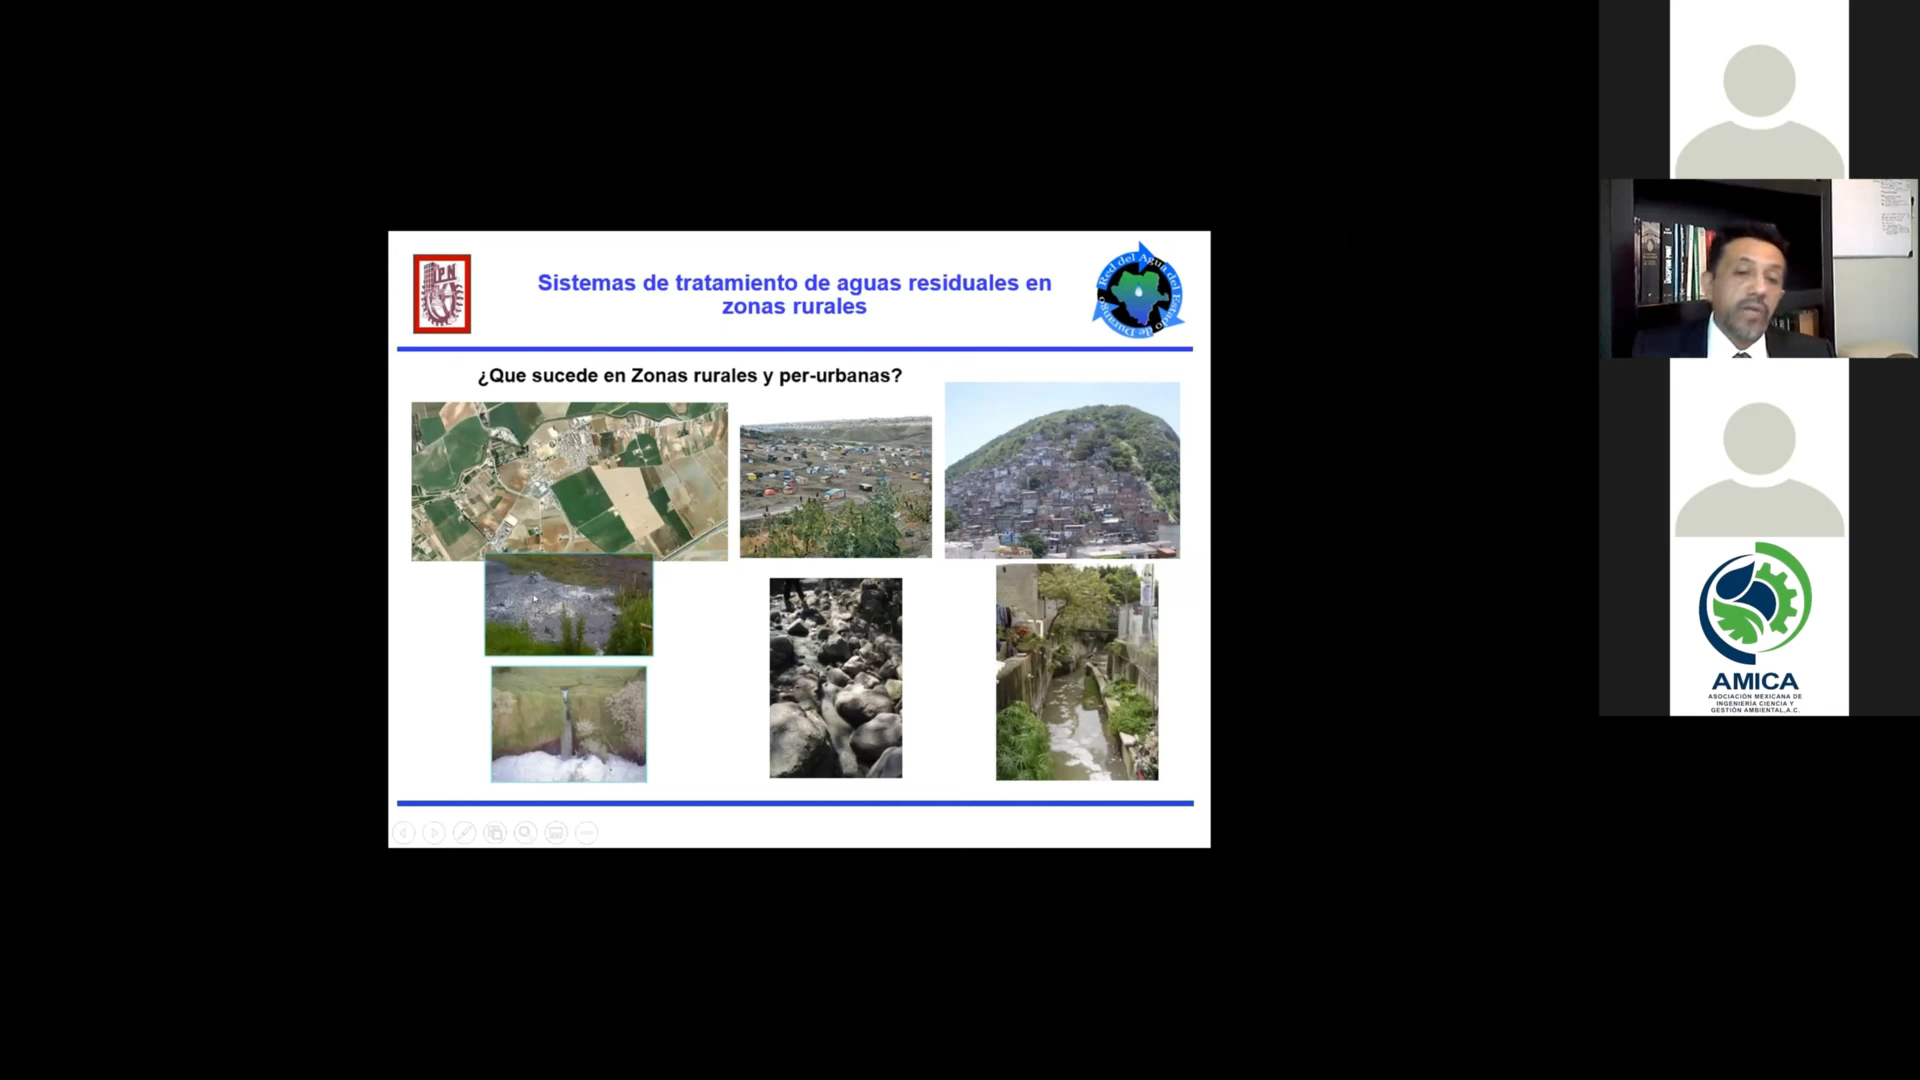 IPN
Sistemas de tratamiento de aguas residuales en
zonas rurales
Red del Agua del Estado de Durango
¿Que sucede en Zonas rurales y per-urbanas?
AMICA
ASOCIACIÓN MEXICANA DE
INGENIERÍA CIENCIA Y
GESTIÓN AMBIENTAL,A.C.